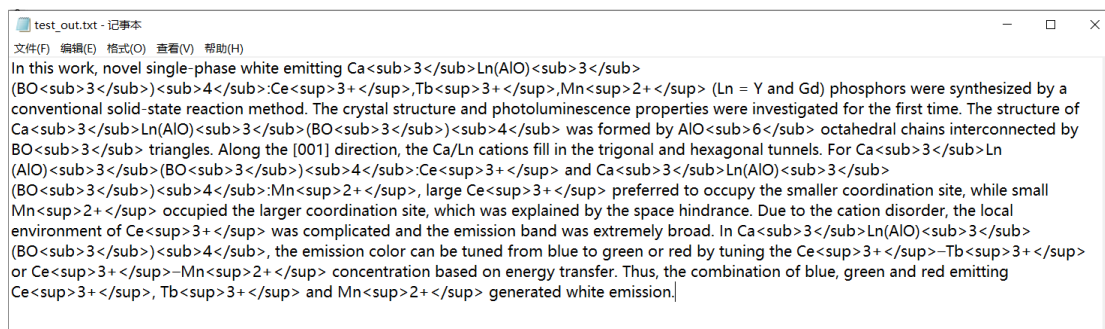 test_out.txt - 记事本
文件(F) 编辑(E) 格式(O) 查看(V) 帮助(H)
In this work, novel single-phase white emitting Ca<sub>3</sub>Ln(AlO)<sub>3</sub>
(BO<sub>3</sub>)<sub>4</sub>:Ce<sup>3+</sup>,Tb<sup>3+</sup>,Mn<sup>2+</sup> (Ln = Y and Gd) phosphors were synthesized by a
conventional solid-state reaction method. The crystal structure and photoluminescence properties were investigated for the first time. The structure of
Ca<sub>3</sub>Ln(AlO)<sub>3</sub>(BO<sub>3</sub>)<sub>4</sub> was formed by AlO<sub>6</sub> octahedral chains interconnected by
BO<sub>3</sub> triangles. Along the [001] direction, the Ca/Ln cations fill in the trigonal and hexagonal tunnels. For Ca<sub>3</sub>Ln
(AlO)<sub>3</sub>(BO<sub>3</sub>)<sub>4</sub>:Ce<sup>3+</sup> and Ca<sub>3</sub>Ln(AlO)<sub>3</sub>
(BO<sub>3</sub>)<sub>4</sub>:Mn<sup>2+</sup>, large Ce<sup>3+</sup> preferred to occupy the smaller coordination site, while small
Mn<sup>2+</sup> occupied the larger coordination site, which was explained by the space hindrance. Due to the cation disorder, the local
environment of Ce<sup>3+</sup> was complicated and the emission band was extremely broad. In Ca<sub>3</sub>Ln(AlO)<sub>3</sub>
(BO<sub>3</sub>)<sub>4</sub>, the emission color can be tuned from blue to green or red by tuning the Ce<sup>3+</sup>–Tb<sup>3+</sup>
or Ce<sup>3+</sup>–Mn<sup>2+</sup> concentration based on energy transfer. Thus, the combination of blue, green and red emitting
Ce<sup>3+</sup>, Tb<sup>3+</sup> and Mn<sup>2+</sup> generated white emission.